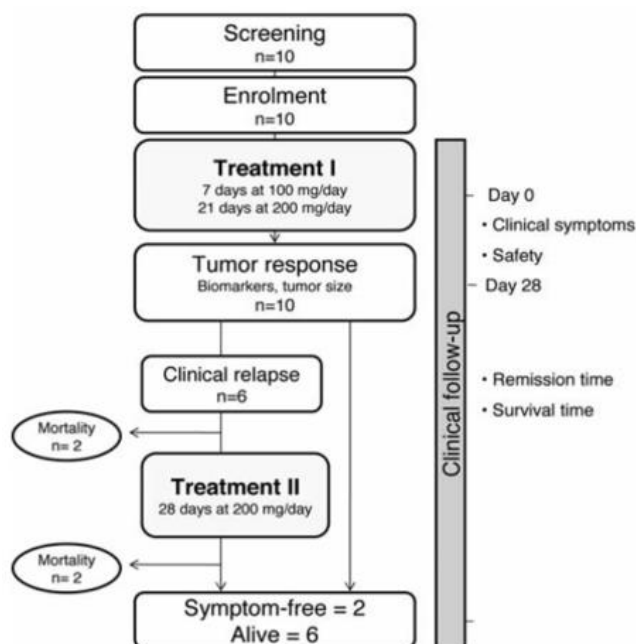 Screening
n=10
Enrolment
n=10
Treatment I
7 days at 100 mg/day
21 days at 200 mg/day
Tumor response
Biomarkers, tumor size
n=10
Clinical relapse
n=6
Mortality
n= 2
Treatment II
28 days at 200 mg/day
Mortality
n= 2
Symptom-free = 2
Alive = 6
Clinical follow-up
Day 0
• Clinical symptoms
• Safety
Day 28
• Remission time
• Survival time